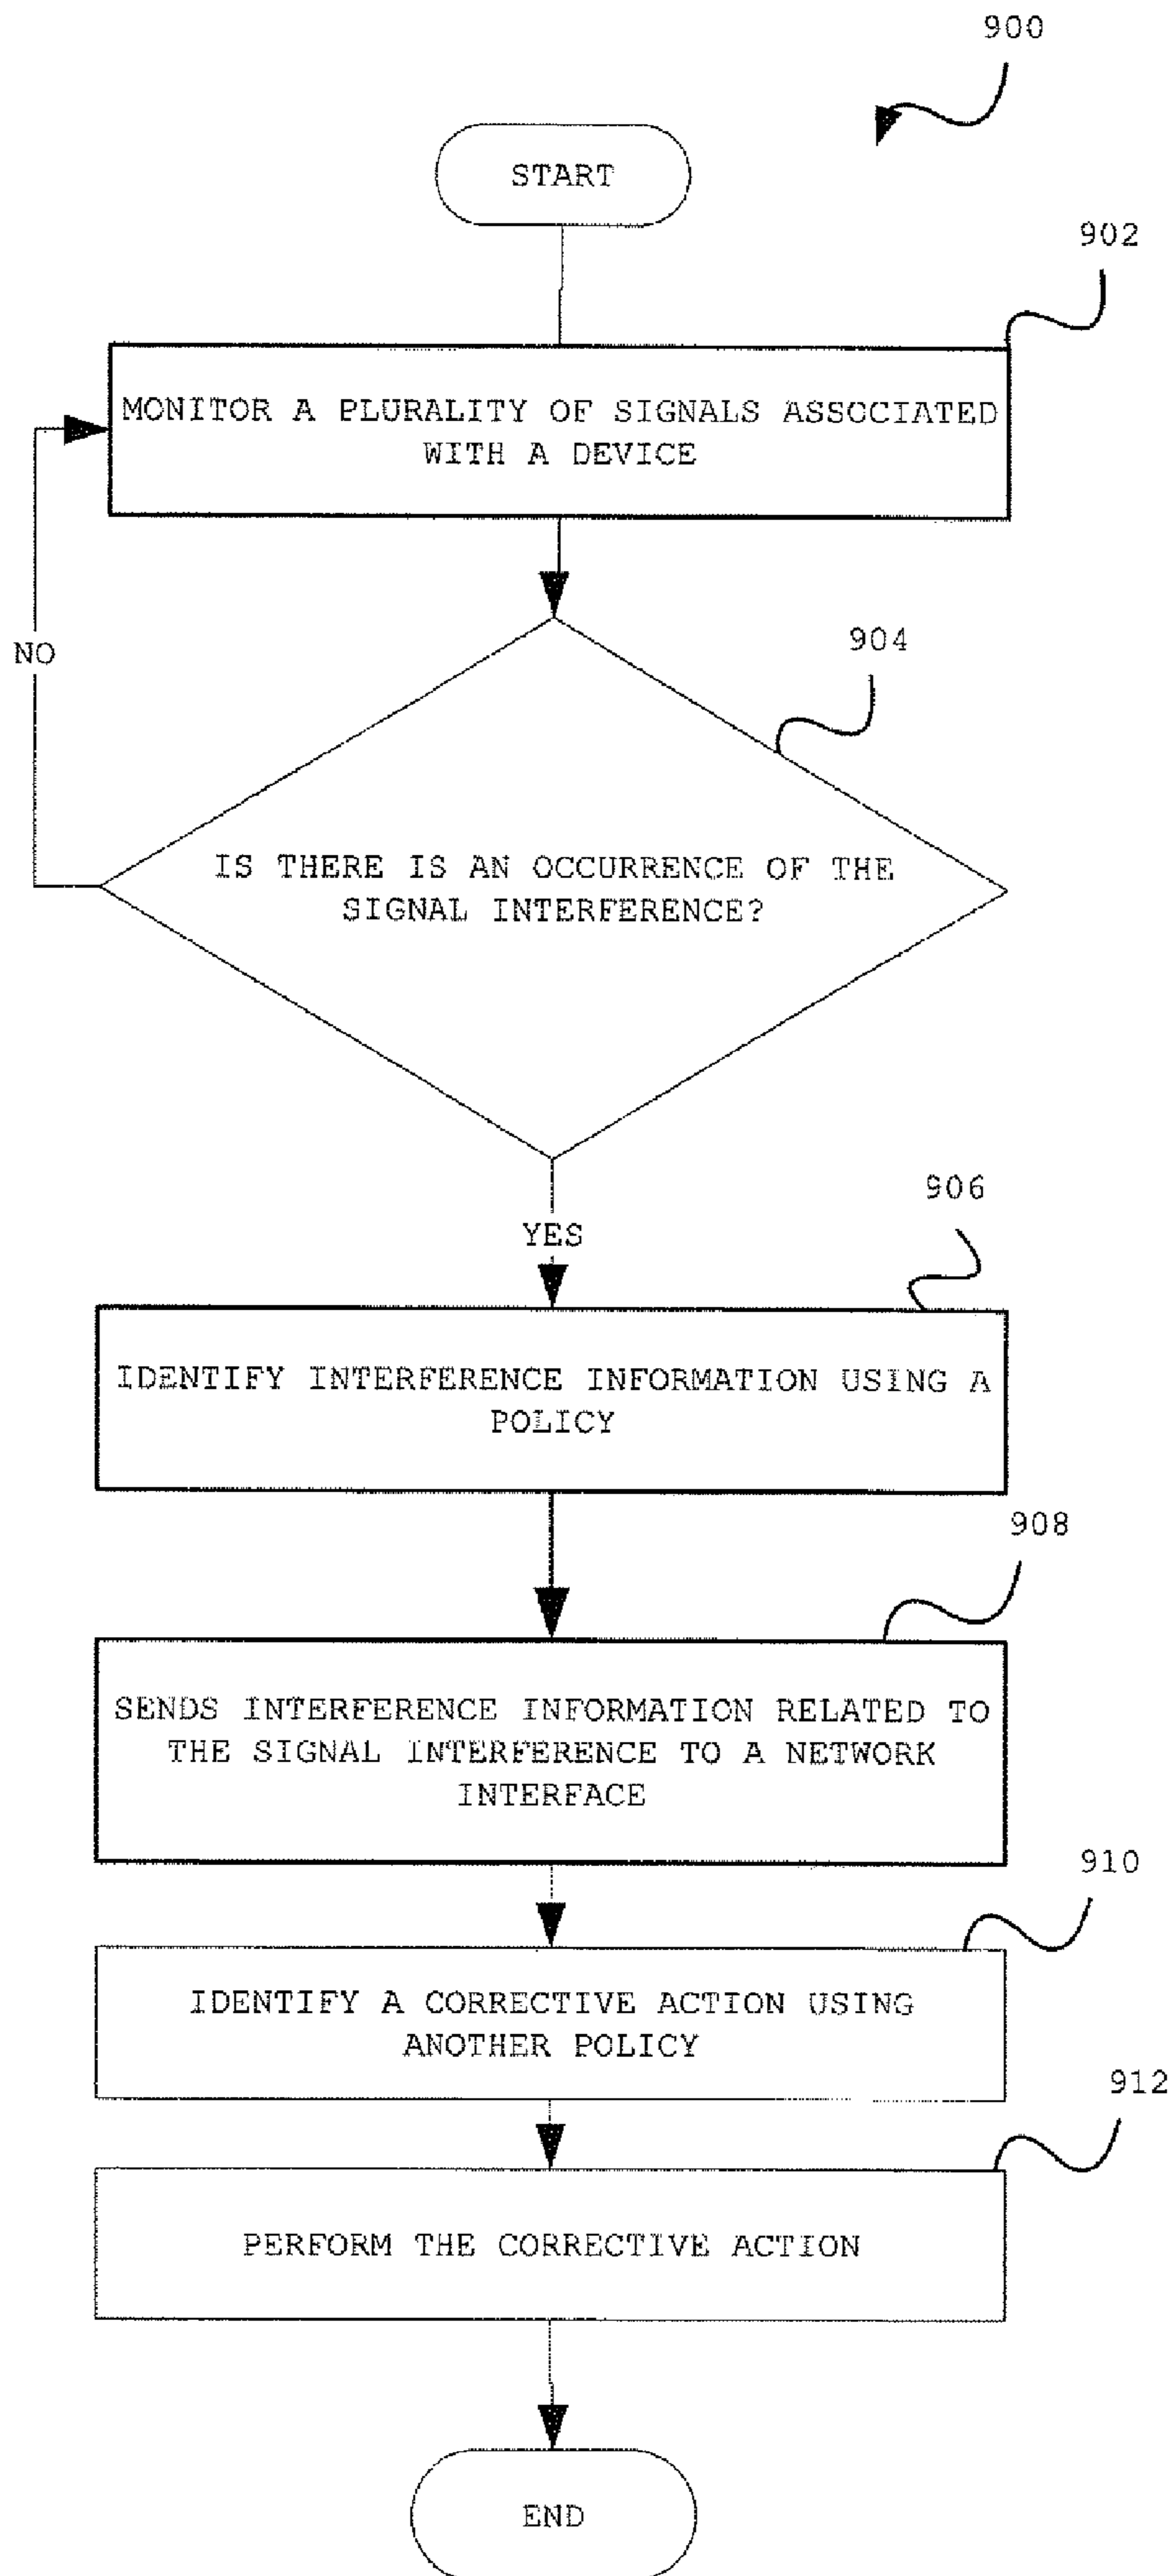 900
START
902
MONITOR A PLURALITY OF SIGNALS ASSOCIATED
WITH A DEVICE
NO
904
IS THERE IS AN OCCURRENCE OF THE
SIGNAL INTERFERENCE?
YES
906
IDENTIFY INTERFERENCE INFORMATION USING A
POLICY
908
SENDS INTERFERENCE INFORMATION RELATED TO
THE SIGNAL INTERFERENCE TO A NETWORK
INTERFACE
910
IDENTIFY A CORRECTIVE ACTION USING
ANOTHER POLICY
912
PERFORM THE CORRECTIVE ACTION
END